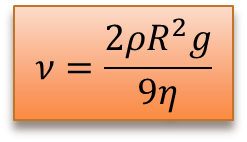 ν = 2ρR²g / 9η